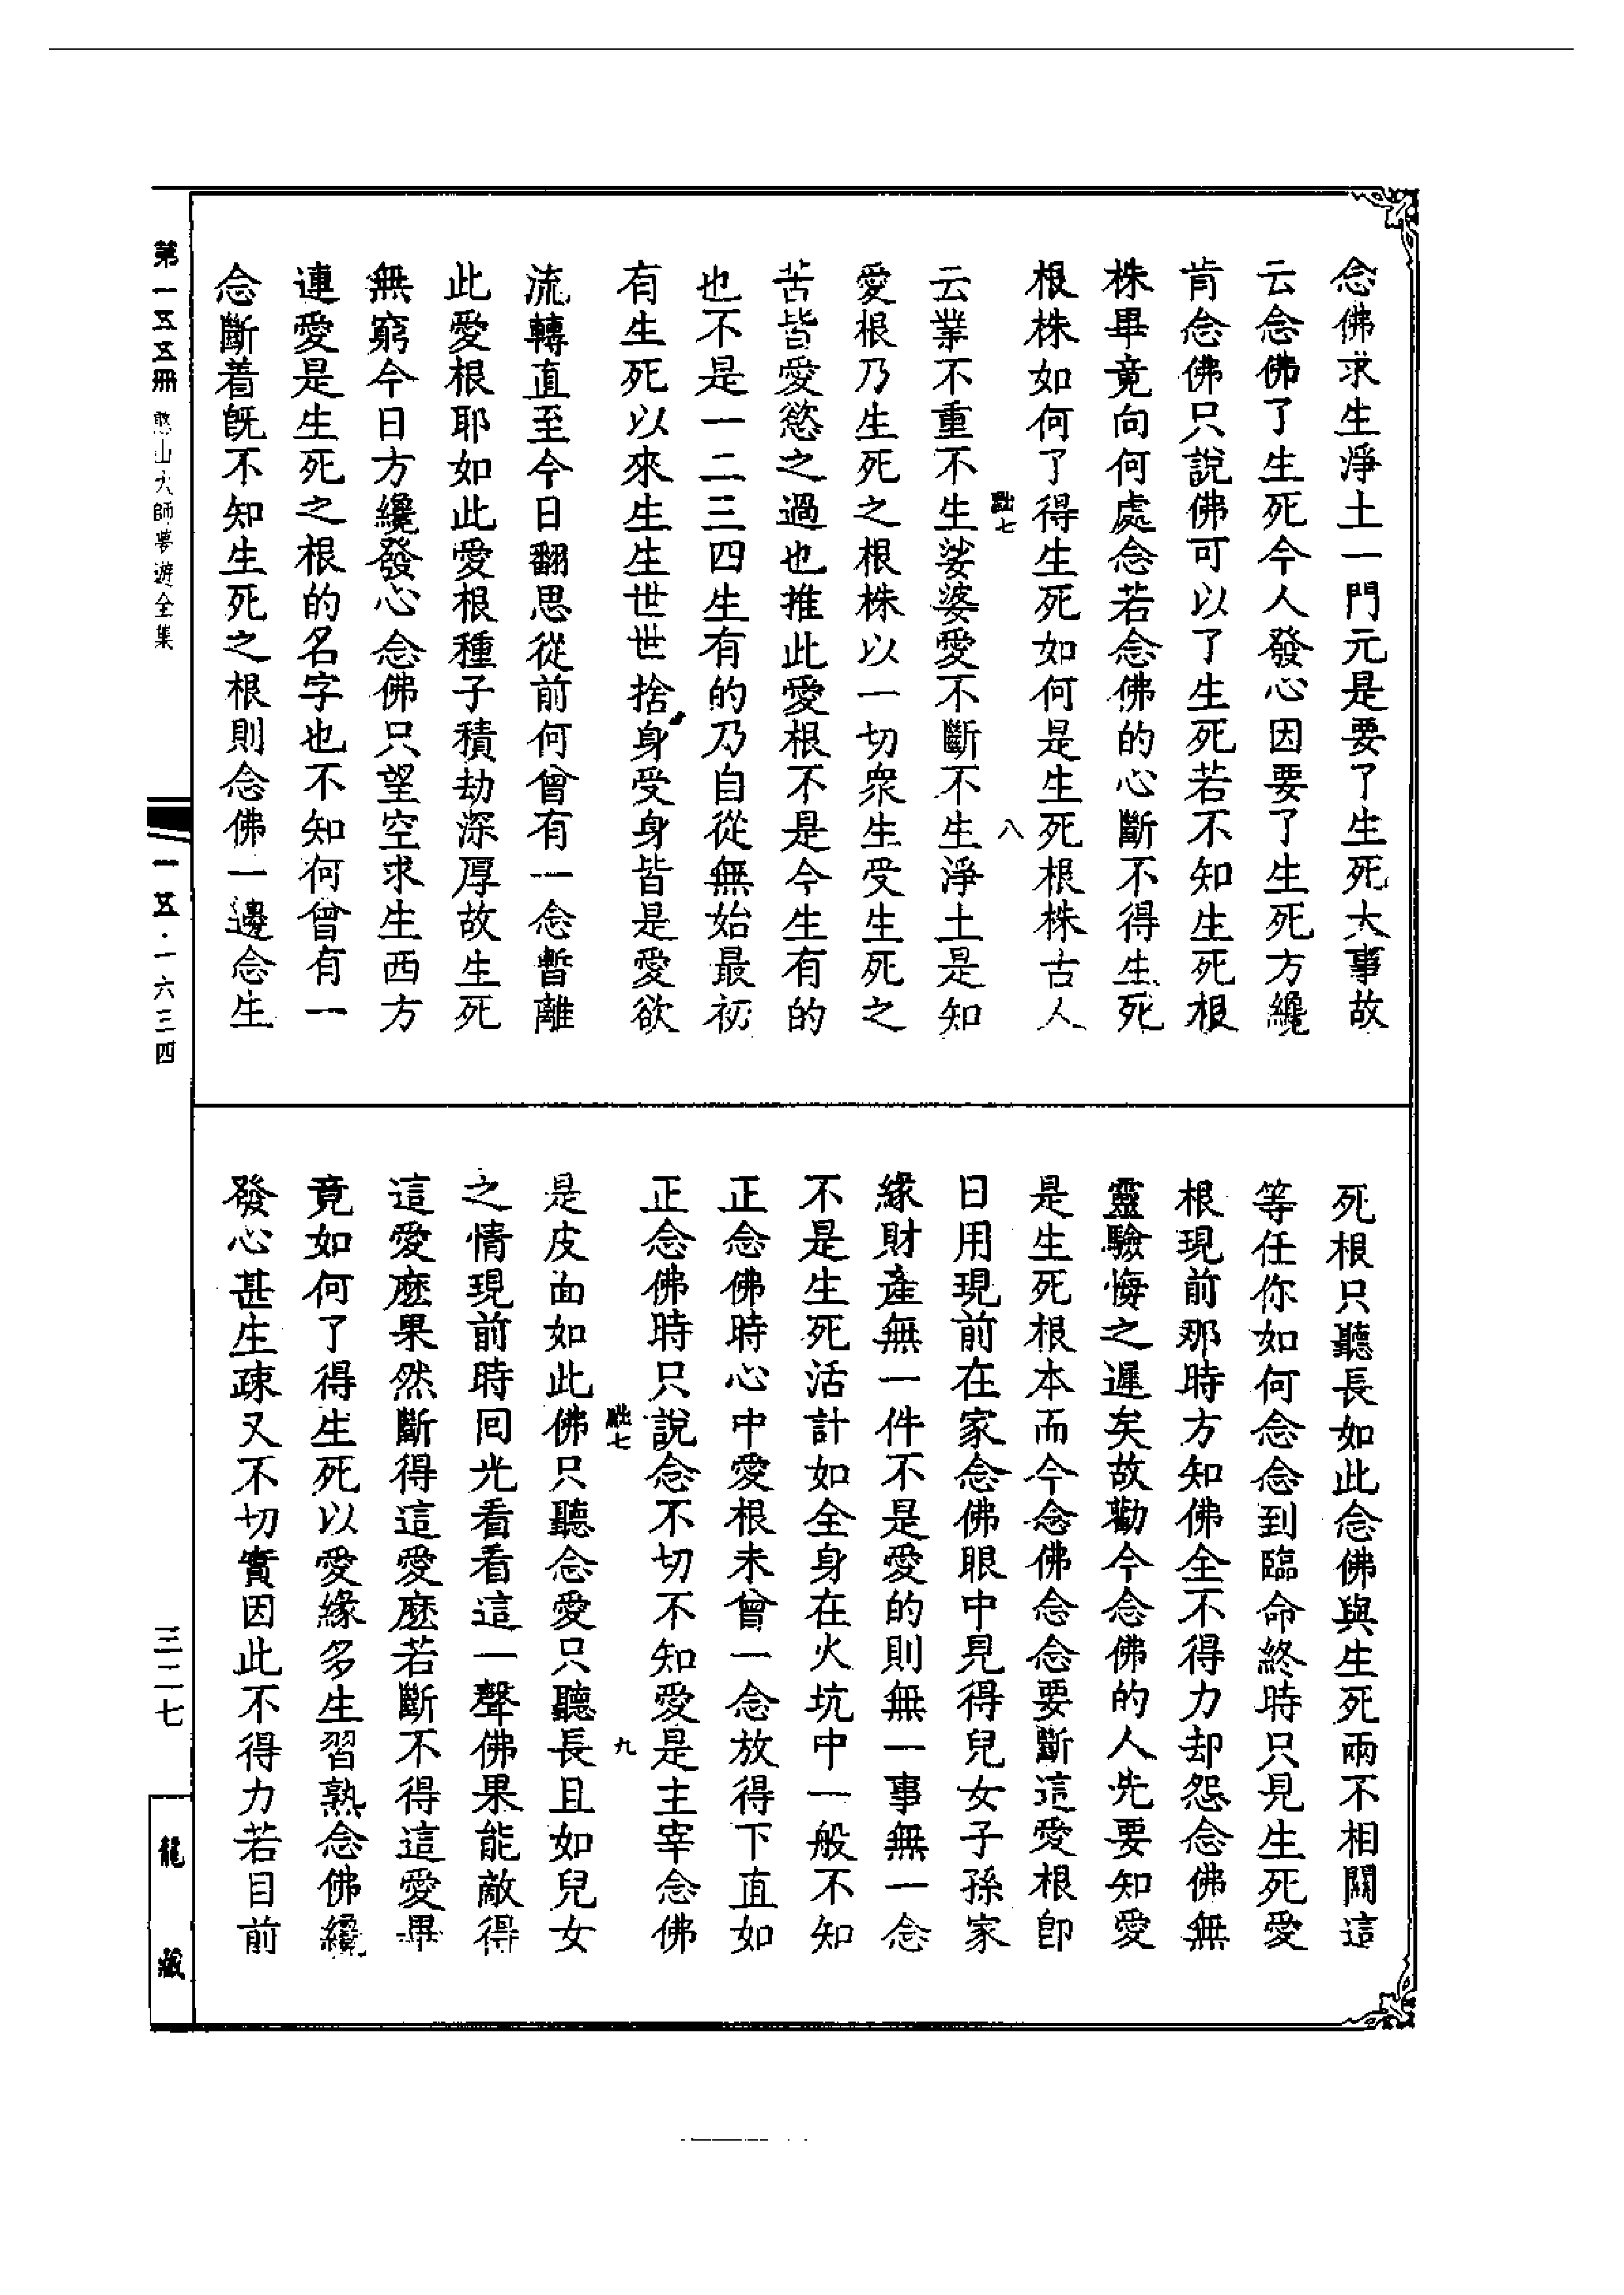 念佛求生淨土一門元是要了生死大事故
云念佛了生死今人發心因要了生死方纔
肯念佛只說佛可以了生死若不知生死根
株畢竟向何處念若念佛的心斷不得生死
根株如何了得生死如何是生死根株古人
八
云業不重不生娑婆愛不斷不生淨土是知
愛根乃生死之根株以一切衆生受生死之
苦皆愛慾之過也推此愛根不是今生有的
也不是一二三四生有的乃自從無始最初
有生死以來生生世世捨身受身皆是愛欲
流轉直至今日翻思從前何曾有一念暫離
此愛根耶如此愛根種子積劫深厚故生死
無窮今日方纔發心念佛只望空求生西方
連愛是生死之根的名字也不知何曾有一
念斷着旣不知生死之根則念佛一邊念生
死根只聽長如此念佛與生死兩不相關這
等任你如何念念到臨命終時只見生死愛
根現前那時方知佛全不得力却怨念佛無
靈驗悔之遲矣故勸今念佛的人先要知愛
是生死根本而今念佛念念要斷這愛根卽
日用現前在家念佛眼中見得兒女子孫家
緣財產無一件不是愛的則無一事無一念
不是生死活計如全身在火坑中一般不知
正念佛時心中愛根未曾一念放得下直如
正念佛時只說念不切不知愛是主宰念佛
九
是皮面如此佛只聽念愛只聽長且如兒女
之情現前時回光看看這一聲佛果能敵得
這愛麽果然斷得這愛麽若斷不得這愛畢
竟如何了得生死以愛緣多生習熟念佛纔
發心甚生疎又不切實因此不得力若目前
第一五五冊 憨山大師夢遊全集
一五·一六三四
三二七
龍藏